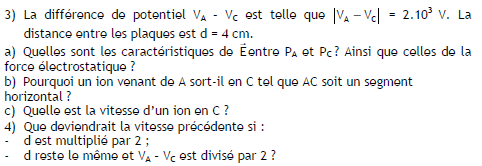 3) La différence de potentiel VA - VC est telle que |VA – Vc| = 2.10³ V. La
distance entre les plaques est d = 4 cm.
a) Quelles sont les caractéristiques de E⃗ entre PA et PC? Ainsi que celles de la
force électrostatique ?
b) Pourquoi un ion venant de A sort-il en C tel que AC soit un segment
horizontal ?
c) Quelle est la vitesse d'un ion en C ?
4) Que deviendrait la vitesse précédente si :
- d est multiplié par 2 ;
- d reste le même et VA - VC est divisé par 2 ?